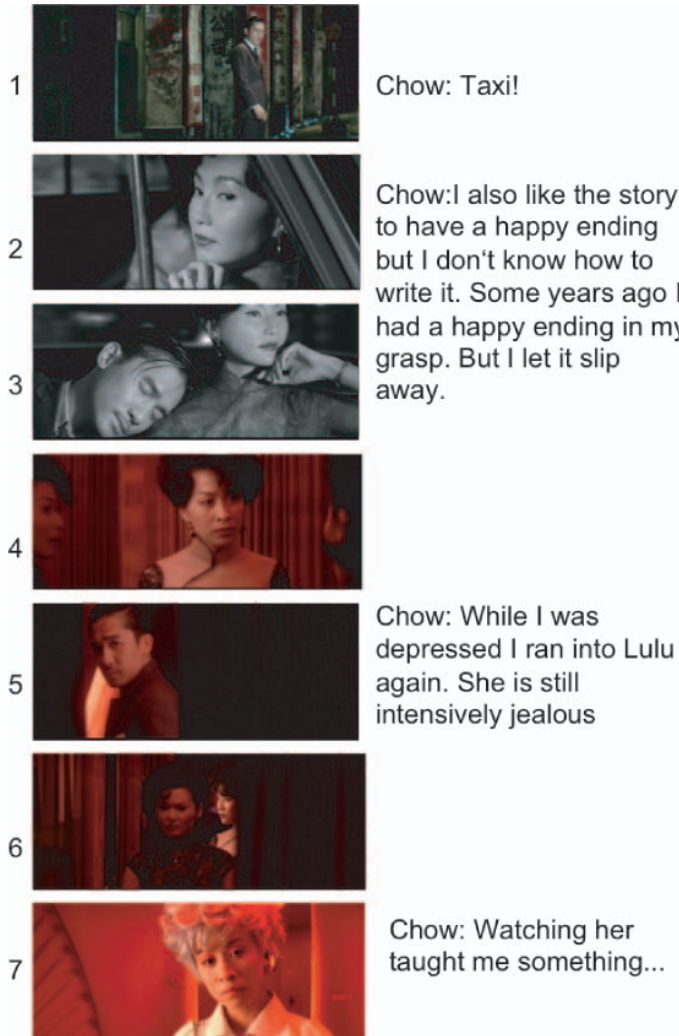 1
Chow: Taxi!
2
Chow:I also like the story
to have a happy ending
but I don‘t know how to
write it. Some years ago I
had a happy ending in my
grasp. But I let it slip
away.
3
4
5
Chow: While I was
depressed I ran into Lulu
again. She is still
intensively jealous
6
7
Chow: Watching her
taught me something...